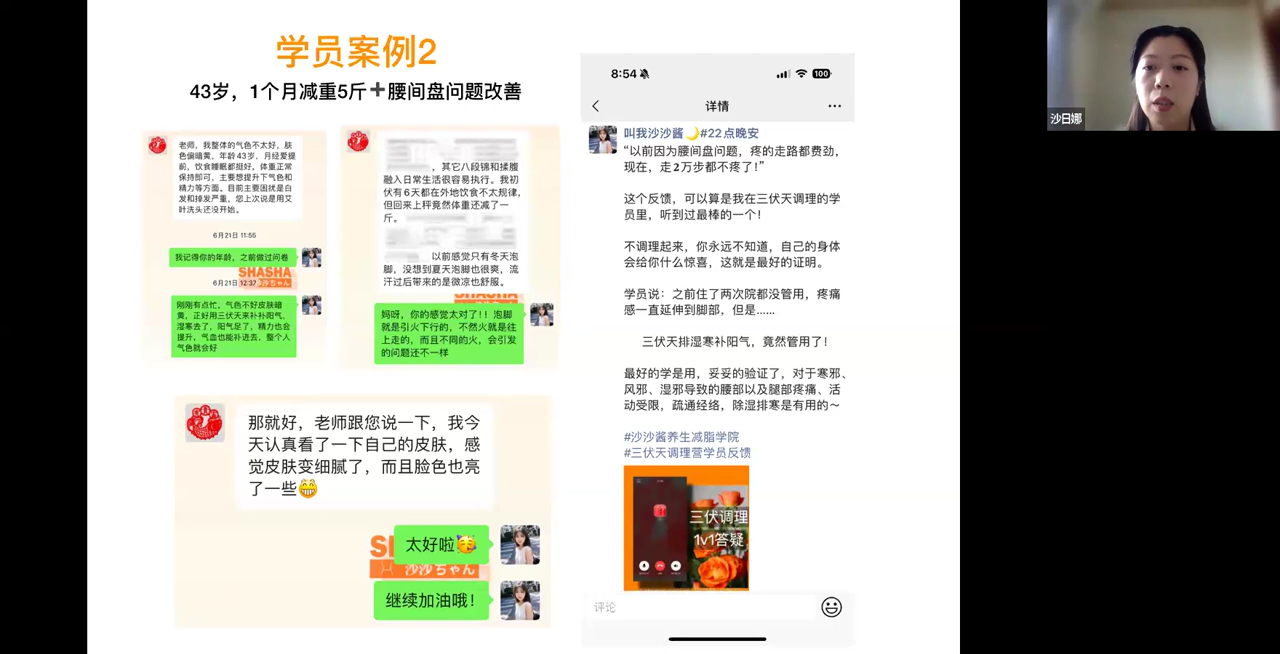 学员案例2
43岁，1个月减重5斤➕腰间盘问题改善
老师，我整体的气色不太好，肤
色偏暗黄，年龄43岁，月经爱提
前，饮食睡眠都挺好，体重正常
保持即可，主要想提升下气色和
精力等方面。目前主要困扰是白
发和掉发严重，您上次说是用艾
叶洗头还没开始。
6月21日 11:55
我记得你的年龄，之前做过问卷
SHASHA
沙ちゃん
6月21日 12:37
刚刚有点忙，气色不好皮肤暗
黄，正好用三伏天来补补阳气，
湿寒去了，阳气足了，精力也会
提升，气血也能补进去，整个人
气色就会好
，其它八段锦和揉腹
融入日常生活很容易执行。我初
伏有6天都在外地饮食不太规律，
但回来上秤竟然体重还减了一
斤。
以前感觉只有冬天泡
脚，没想到夏天泡脚也很爽，流
汗过后带来的是微凉也舒服。
SHASHA
妈呀，你的感觉太对了！！泡脚
就是引火下行的，不然火就是往
上走的，而且不同的火，会引发
的问题还不一样
那就好，老师跟您说一下，我今
天认真看了一下自己的皮肤，感
觉皮肤变细腻了，而且脸色也亮
了一些😁
太好啦🥳
沙沙ちゃん
继续加油哦！
8:54
100
详情
叫我沙沙酱🌙#22点晚安
“以前因为腰间盘问题，疼的走路都费劲，
现在，走2万步都不疼了！”
这个反馈，可以算是我在三伏天调理的学
员里，听到过最棒的一个！
不调理起来，你永远不知道，自己的身体
会给你什么惊喜，这就是最好的证明。
学员说：之前住了两次院都没管用，疼痛
感一直延伸到脚部，但是......
三伏天排湿寒补阳气，竟然管用了！
最好的学是用，妥妥的验证了，对于寒邪、
风邪、湿邪导致的腰部以及腿部疼痛、活
动受限，疏通经络，除湿排寒是有用的～
#沙沙酱养生减脂学院
#三伏天调理营学员反馈
三伏调理
1v1答疑
评论
沙日娜